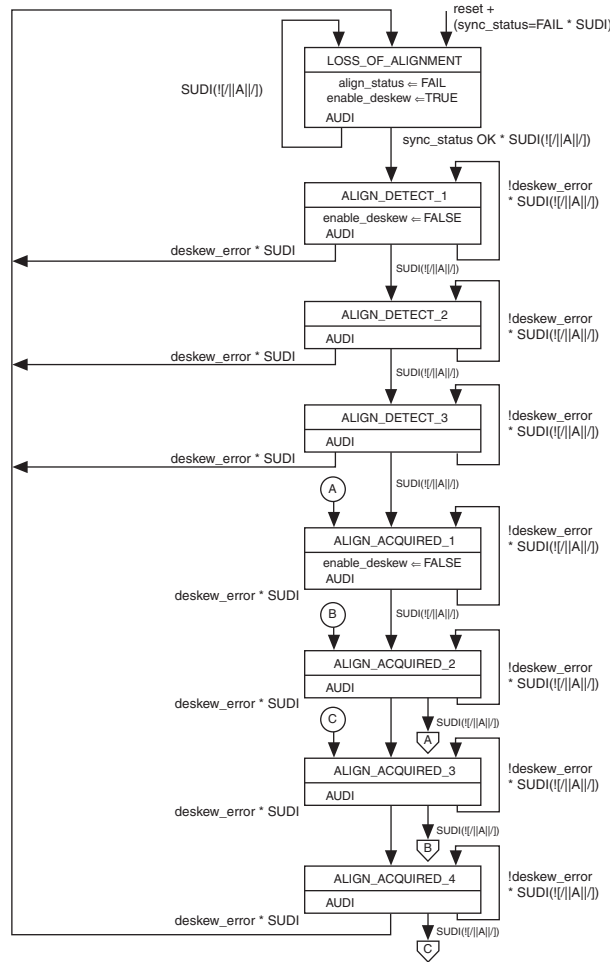 reset +
(sync_status=FAIL * SUDI)
LOSS_OF_ALIGNMENT
align_status ⇐ FAIL
enable_deskew ⇐TRUE
AUDI
SUDI(![/||A||/])
sync_status OK * SUDI(![/||A||/])
ALIGN_DETECT_1
enable_deskew ⇐ FALSE
AUDI
!deskew_error
* SUDI(![/||A||/])
deskew_error * SUDI
SUDI(![/||A||/])
ALIGN_DETECT_2
AUDI
!deskew_error
* SUDI(![/||A||/])
deskew_error * SUDI
SUDI(![/||A||/])
ALIGN_DETECT_3
AUDI
!deskew_error
* SUDI(![/||A||/])
deskew_error * SUDI
SUDI(![/||A||/])
A
ALIGN_ACQUIRED_1
enable_deskew ⇐ FALSE
AUDI
!deskew_error
* SUDI(![/||A||/])
deskew_error * SUDI
SUDI(![/||A||/])
B
ALIGN_ACQUIRED_2
AUDI
!deskew_error
* SUDI(![/||A||/])
deskew_error * SUDI
SUDI(![/||A||/])
A
C
ALIGN_ACQUIRED_3
AUDI
!deskew_error
* SUDI(![/||A||/])
deskew_error * SUDI
SUDI(![/||A||/])
B
ALIGN_ACQUIRED_4
AUDI
!deskew_error
* SUDI(![/||A||/])
deskew_error * SUDI
SUDI(![/||A||/])
C